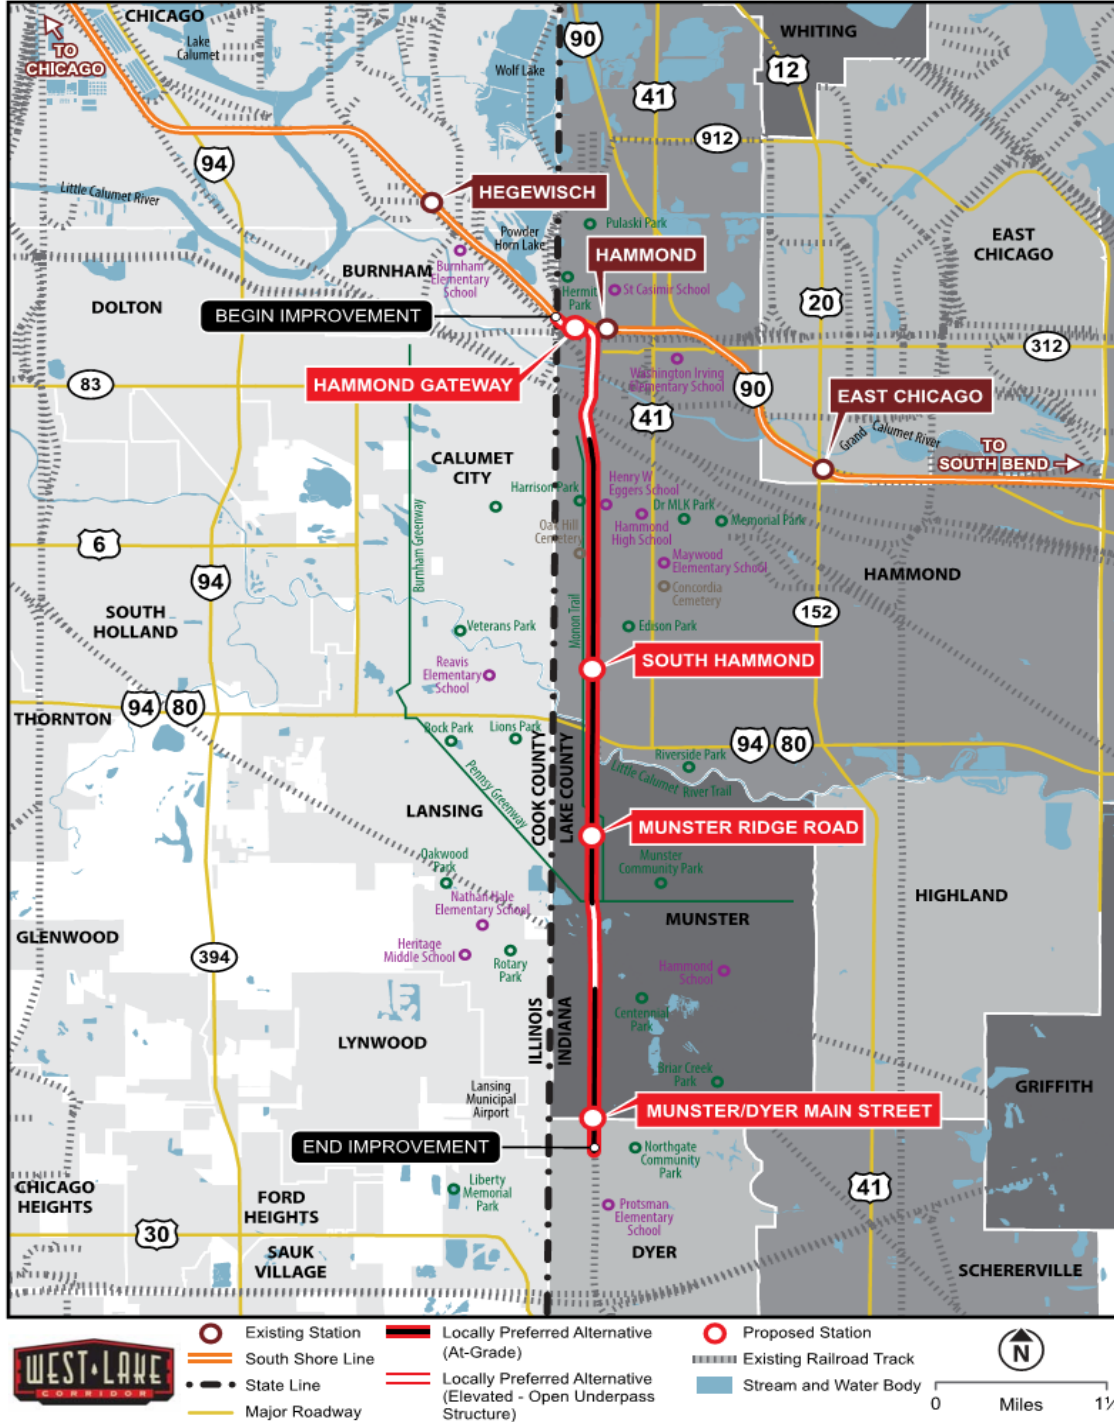 CHICAGO
TO
CHICAGO
Lake
Calumet
Wolf Lake
90
WHITING
12
41
912
94
Little Calumet River
HEGEWISCH
Pulaski Park
Powder
Horn Lake
HAMMOND
EAST
CHICAGO
BURNHAM
Burnham
Elementary
School
Hermit
Park
St Casimir School
DOLTON
BEGIN IMPROVEMENT
20
312
83
HAMMOND GATEWAY
Washington Irving
Elementary School
90
41
EAST CHICAGO
Grand Calumet River
TO
SOUTH BEND
CALUMET
CITY
Harrison Park
Henry W
Eggers School
Dr MLK Park
Memorial Park
Oak Hill
Cemetery
Hammond
High School
6
Burnham Greenway
Maywood
Elementary School
Concordia
Cemetery
HAMMOND
94
152
SOUTH
HOLLAND
Veterans Park
Monon Trail
Edison Park
Reavis
Elementary
School
SOUTH HAMMOND
THORNTON
94
80
Bock Park
Lions Park
94
80
Riverside Park
Little Calumet
River Trail
COOK COUNTY
LAKE COUNTY
Pennsy Greenway
LANSING
MUNSTER RIDGE ROAD
Oakwood
Park
Munster
Community Park
Nathan Hale
Elementary School
HIGHLAND
MUNSTER
GLENWOOD
394
Heritage
Middle School
Rotary
Park
Hammond
School
Centennial
Park
ILLINOIS
INDIANA
LYNWOOD
Briar Creek
Park
GRIFFITH
Lansing
Municipal
Airport
MUNSTER/DYER MAIN STREET
END IMPROVEMENT
Northgate
Community
Park
CHICAGO
HEIGHTS
FORD
HEIGHTS
Liberty
Memorial
Park
41
Protsman
Elementary
School
30
SAUK
VILLAGE
DYER
SCHERERVILLE
WEST LAKE
CORRIDOR
Existing Station
South Shore Line
State Line
Major Roadway
Locally Preferred Alternative
(At-Grade)
Locally Preferred Alternative
(Elevated - Open Underpass
Structure)
Proposed Station
Existing Railroad Track
Stream and Water Body
N
0 Miles